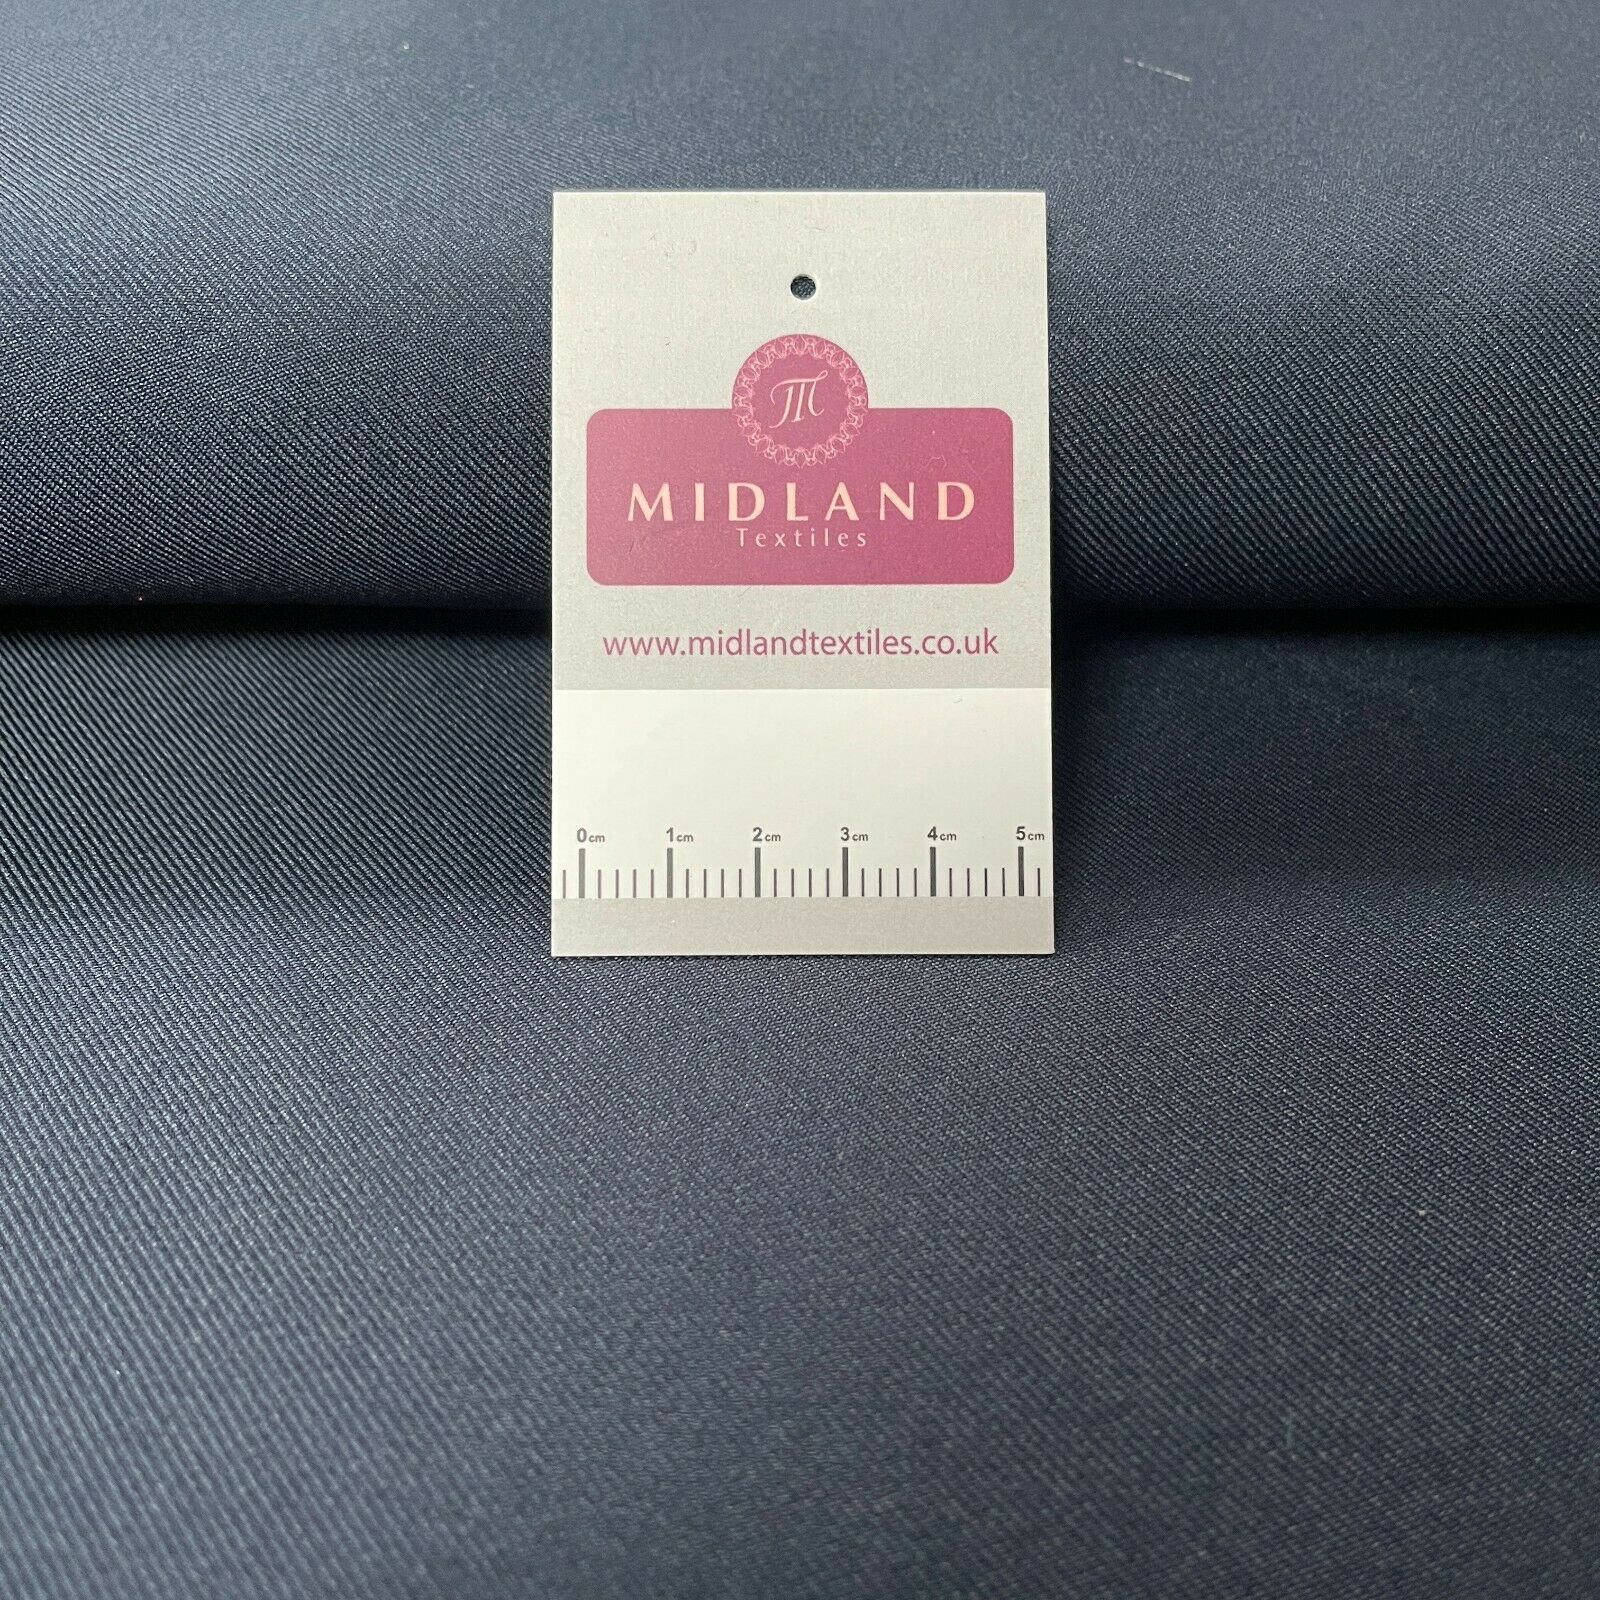 M
MIDLAND
Textiles
www.midlandtextiles.co.uk
0cm 1cm 2cm 3cm 4cm 5cm